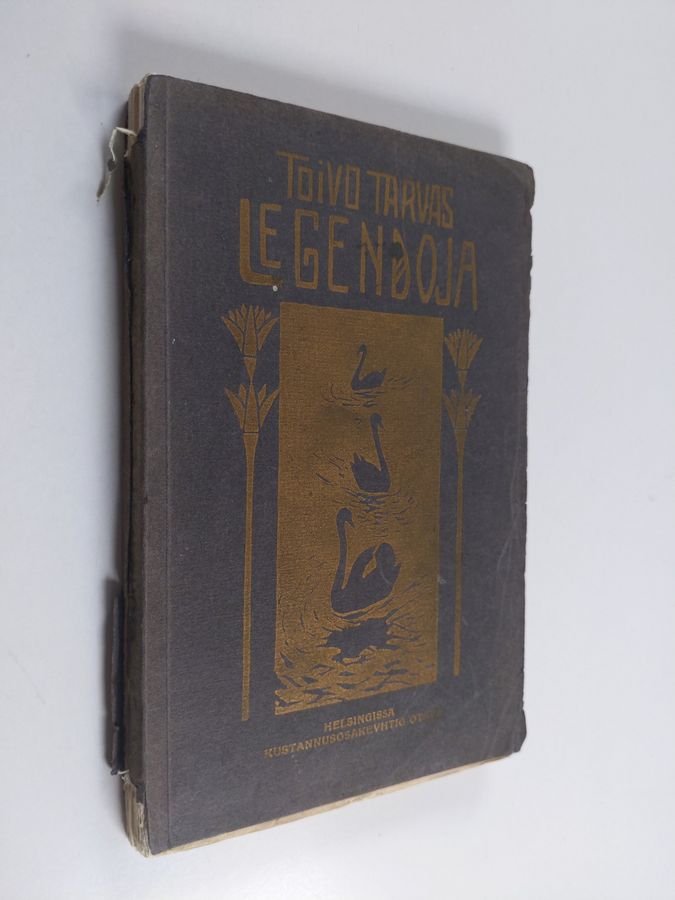 TOIVO TARVAS
LEGENDOJA
HELSINGISSÄ
KUSTANNUSOSAKEYHTIÖ OTAVA